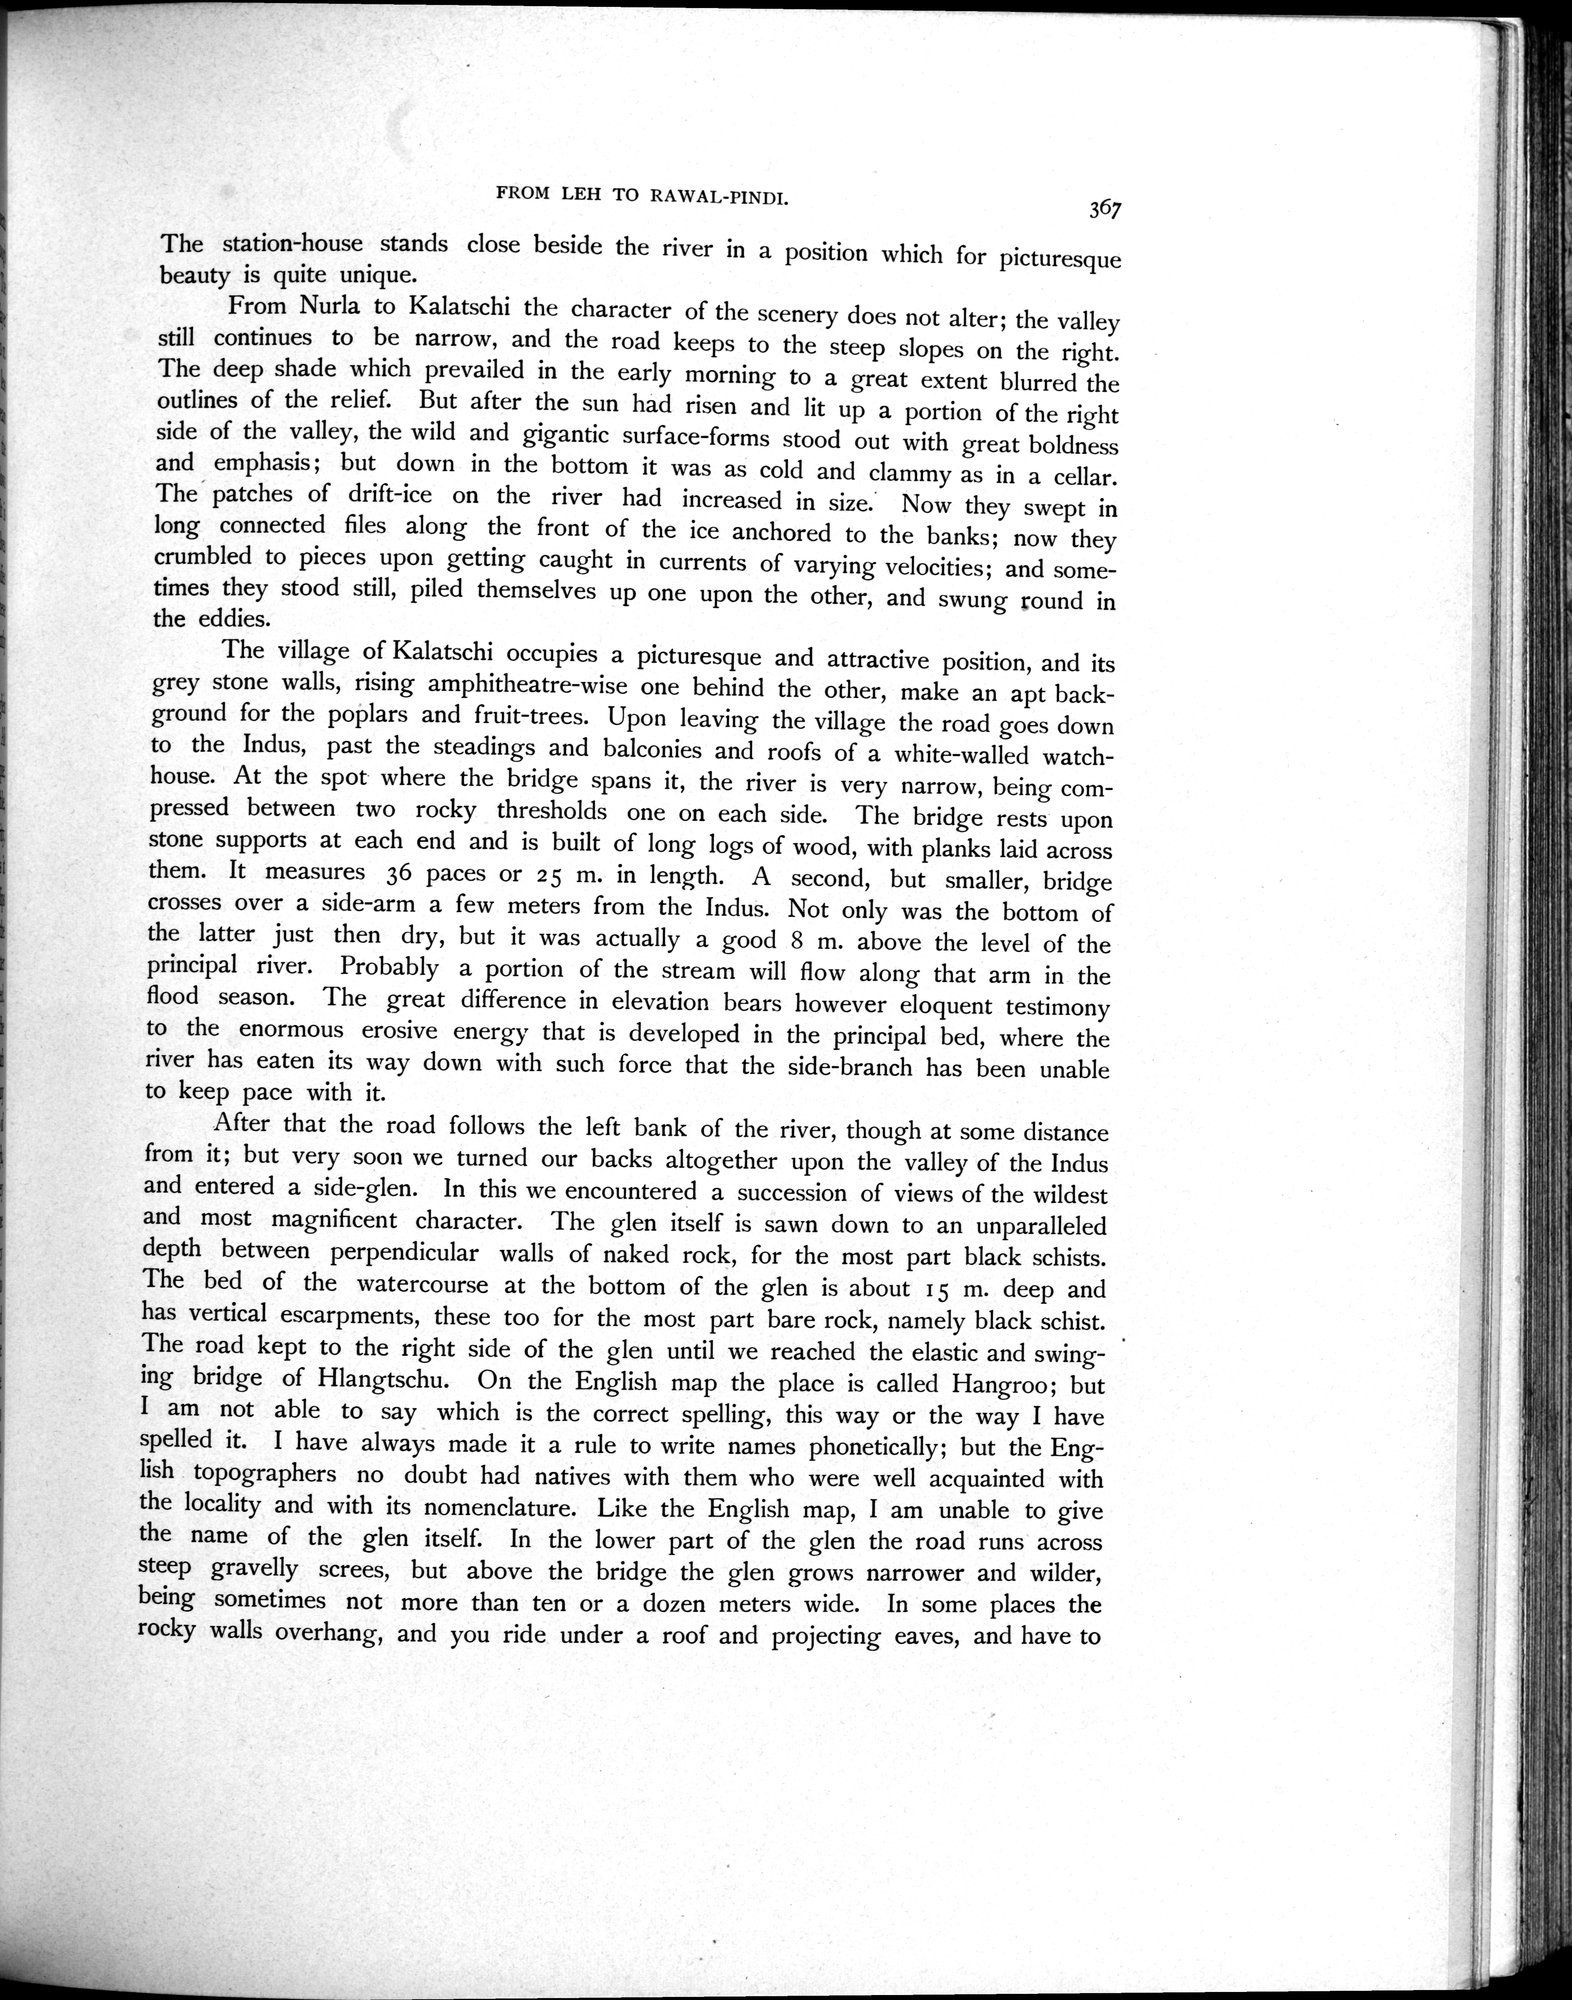 FROM LEH TO RAWAL-PINDI.
367
The station-house stands close beside the river in a position which for picturesque
beauty is quite unique.
From Nurla to Kalatschi the character of the scenery does not alter; the valley
still continues to be narrow, and the road keeps to the steep slopes on the right.
The deep shade which prevailed in the early morning to a great extent blurred the
outlines of the relief. But after the sun had risen and lit up a portion of the right
side of the valley, the wild and gigantic surface-forms stood out with great boldness
and emphasis; but down in the bottom it was as cold and clammy as in a cellar.
The patches of drift-ice on the river had increased in size. Now they swept in
long connected files along the front of the ice anchored to the banks; now they
crumbled to pieces upon getting caught in currents of varying velocities; and some-
times they stood still, piled themselves up one upon the other, and swung round in
the eddies.
The village of Kalatschi occupies a picturesque and attractive position, and its
grey stone walls, rising amphitheatre-wise one behind the other, make an apt back-
ground for the poplars and fruit-trees. Upon leaving the village the road goes down
to the Indus, past the steadings and balconies and roofs of a white-walled watch-
house. At the spot where the bridge spans it, the river is very narrow, being com-
pressed between two rocky thresholds one on each side. The bridge rests upon
stone supports at each end and is built of long logs of wood, with planks laid across
them. It measures 36 paces or 25 m. in length. A second, but smaller, bridge
crosses over a side-arm a few meters from the Indus. Not only was the bottom of
the latter just then dry, but it was actually a good 8 m. above the level of the
principal river. Probably a portion of the stream will flow along that arm in the
flood season. The great difference in elevation bears however eloquent testimony
to the enormous erosive energy that is developed in the principal bed, where the
river has eaten its way down with such force that the side-branch has been unable
to keep pace with it.
After that the road follows the left bank of the river, though at some distance
from it; but very soon we turned our backs altogether upon the valley of the Indus
and entered a side-glen. In this we encountered a succession of views of the wildest
and most magnificent character. The glen itself is sawn down to an unparalleled
depth between perpendicular walls of naked rock, for the most part black schists.
The bed of the watercourse at the bottom of the glen is about 15 m. deep and
has vertical escarpments, these too for the most part bare rock, namely black schist.
The road kept to the right side of the glen until we reached the elastic and swing-
ing bridge of Hlangtschu. On the English map the place is called Hangroo; but
I am not able to say which is the correct spelling, this way or the way I have
spelled it. I have always made it a rule to write names phonetically; but the Eng-
lish topographers no doubt had natives with them who were well acquainted with
the locality and with its nomenclature. Like the English map, I am unable to give
the name of the glen itself. In the lower part of the glen the road runs across
steep gravelly screes, but above the bridge the glen grows narrower and wilder,
being sometimes not more than ten or a dozen meters wide. In some places the
rocky walls overhang, and you ride under a roof and projecting eaves, and have to